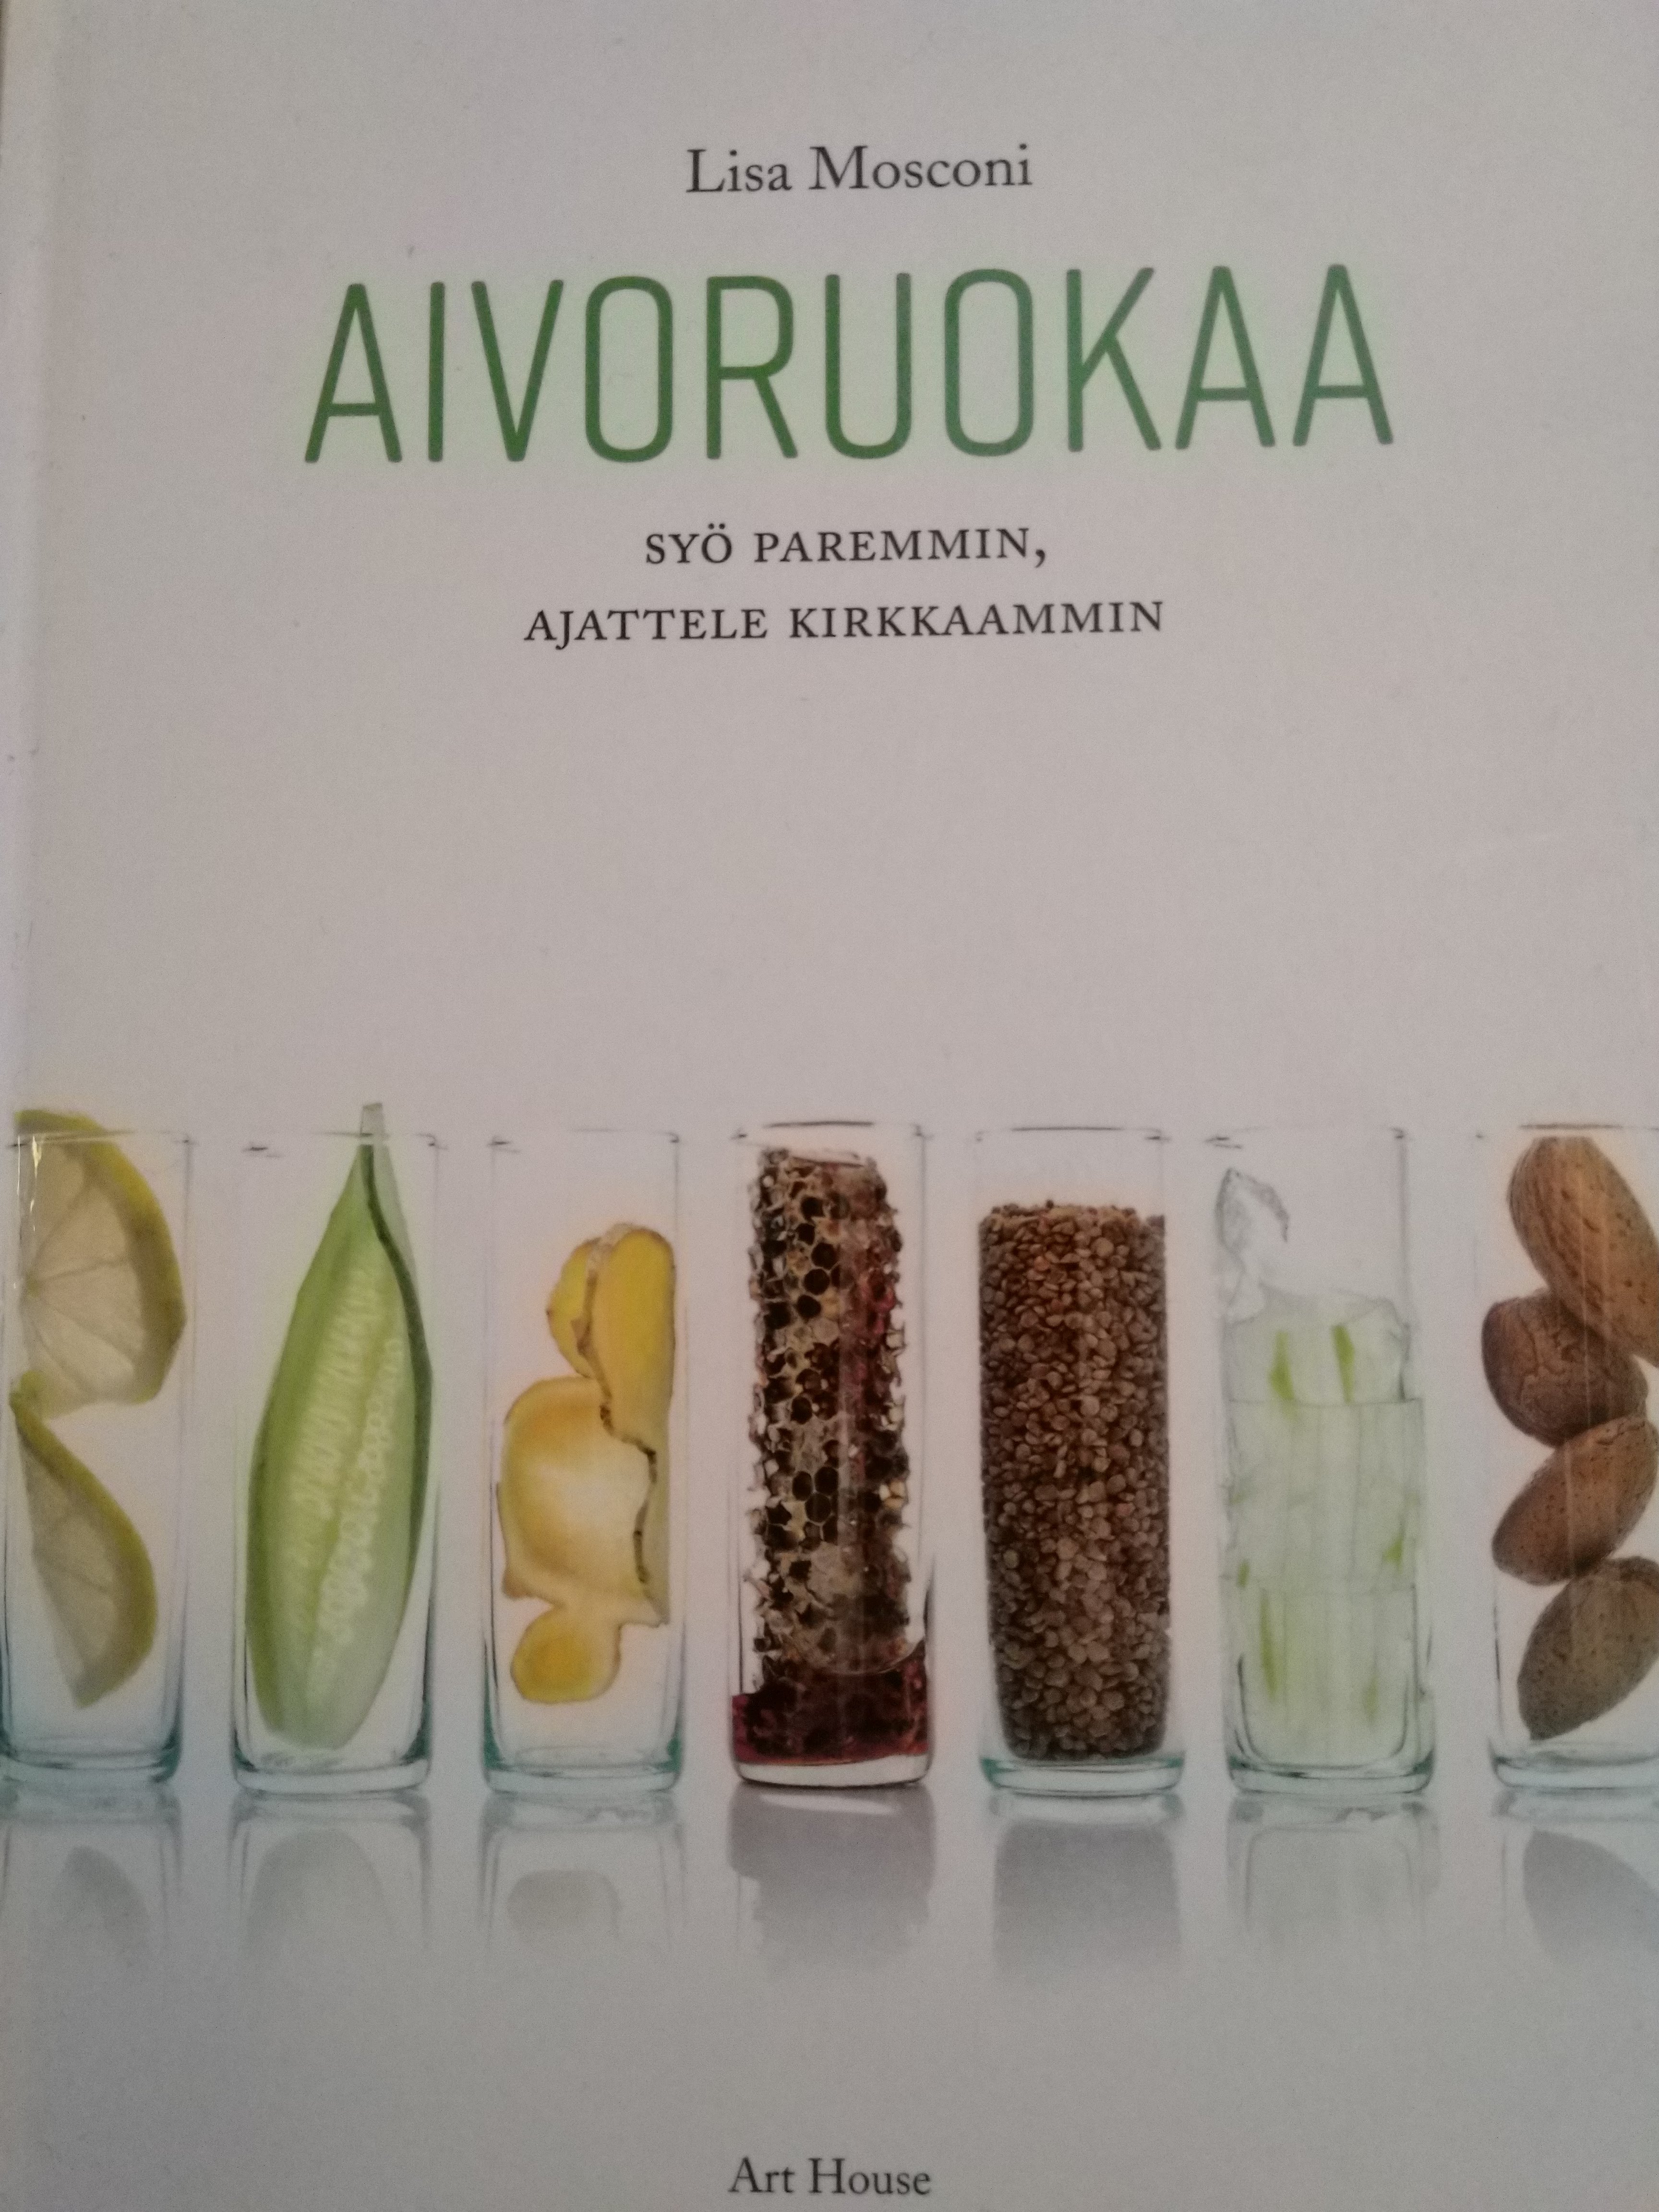 Lisa Mosconi
AIVORUOKAA
SYÖ PAREMMIN,
AJATTELE KIRKKAAMMIN
Art House